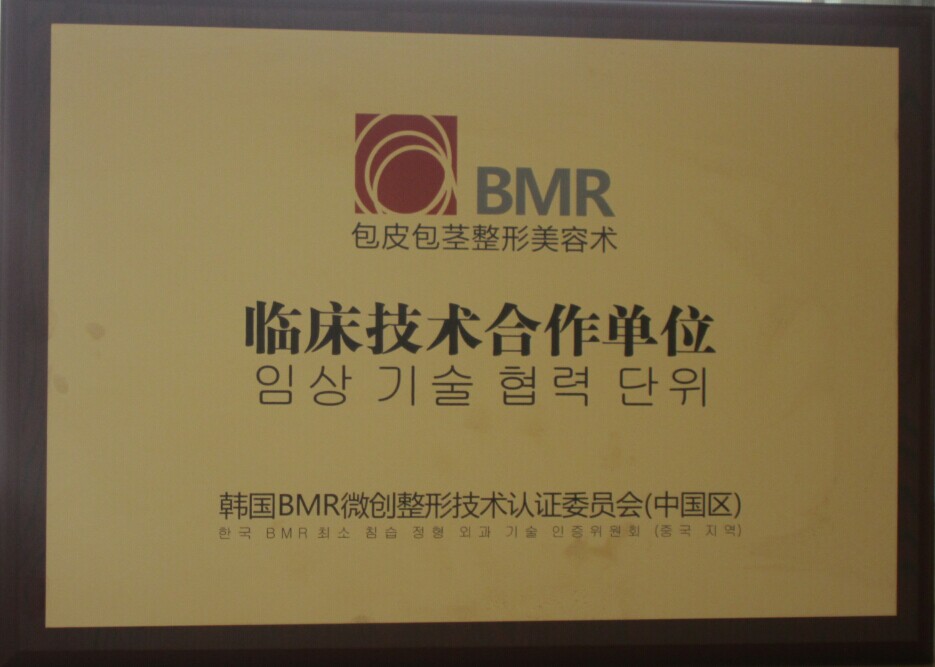 BMR
包皮包茎整形美容术
临床技术合作单位
임상 기술 협력 단위
韩国BMR微创整形技术认证委员会(中国区)
한국 BMR 최소 침습 정형 외과 기술 인증위원회 (중국 지역)